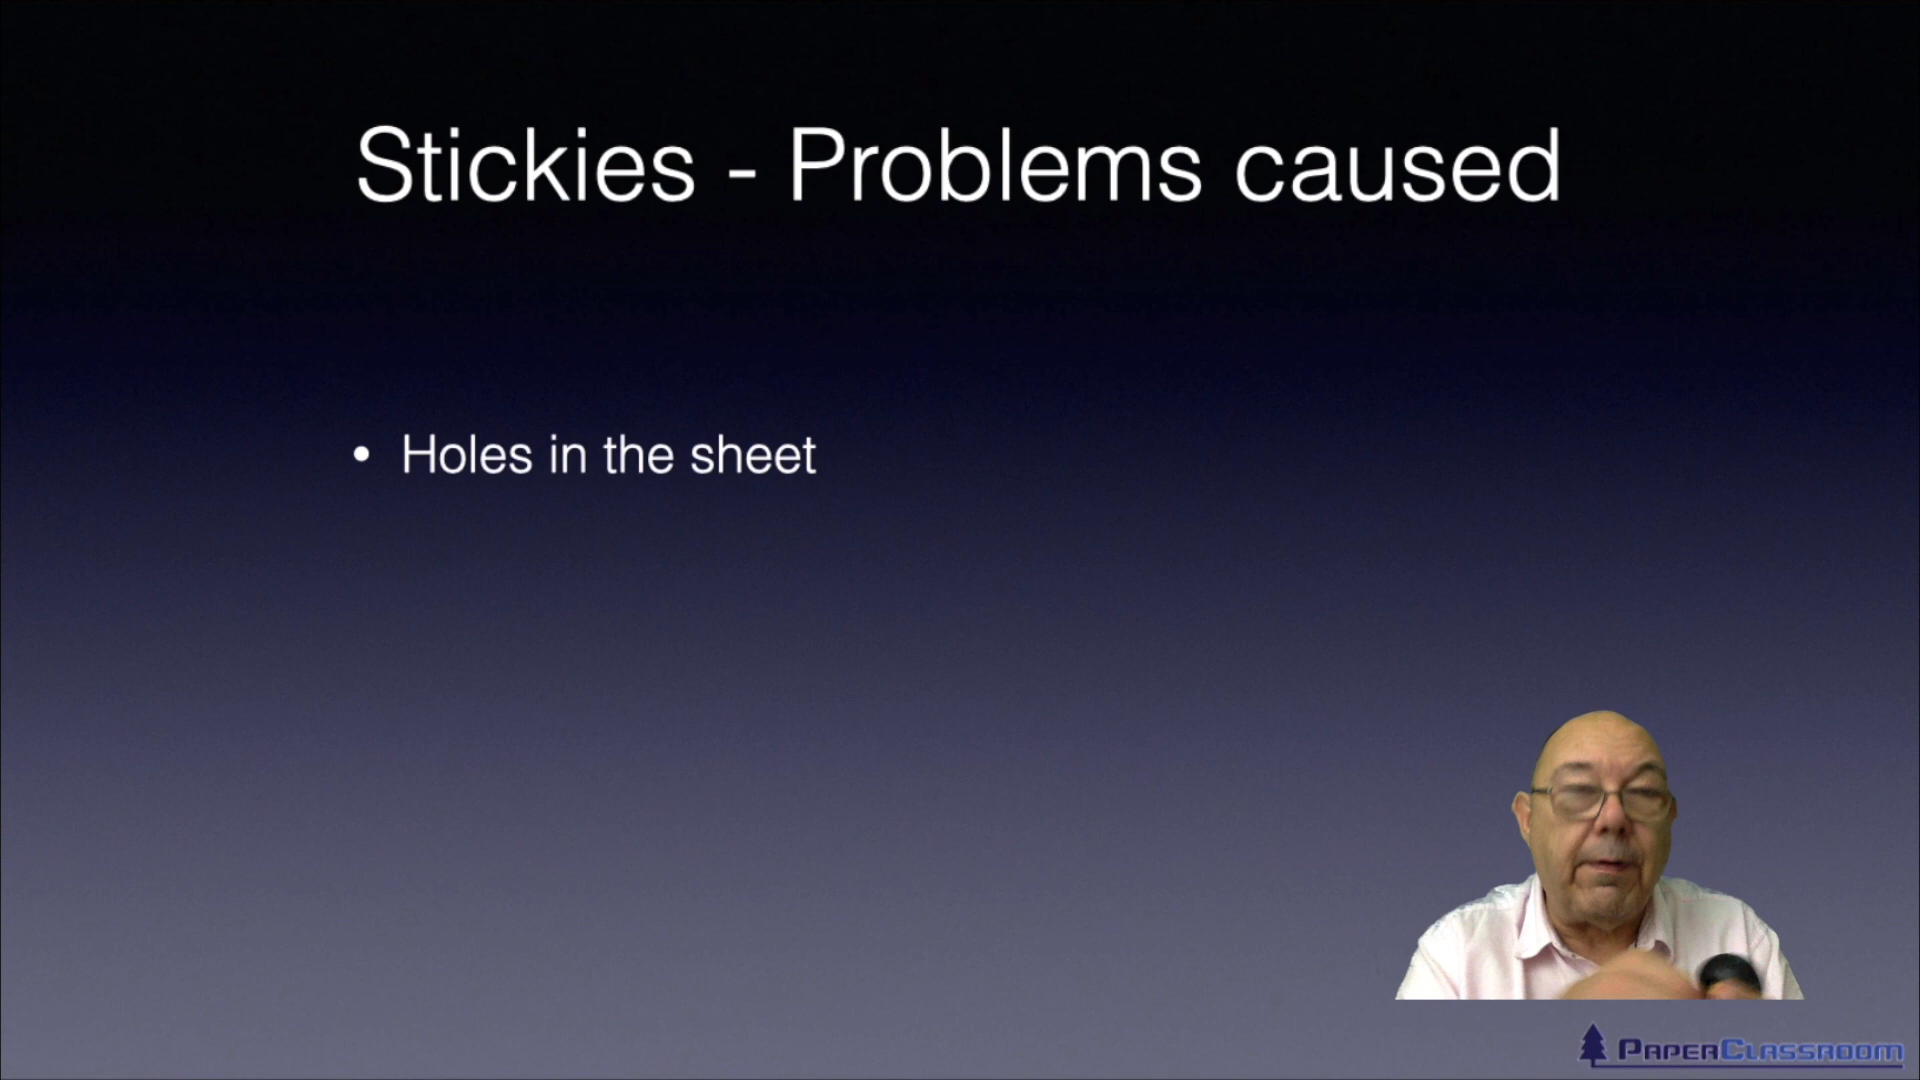 Stickies - Problems caused
• Holes in the sheet
PAPERCLASSROOM